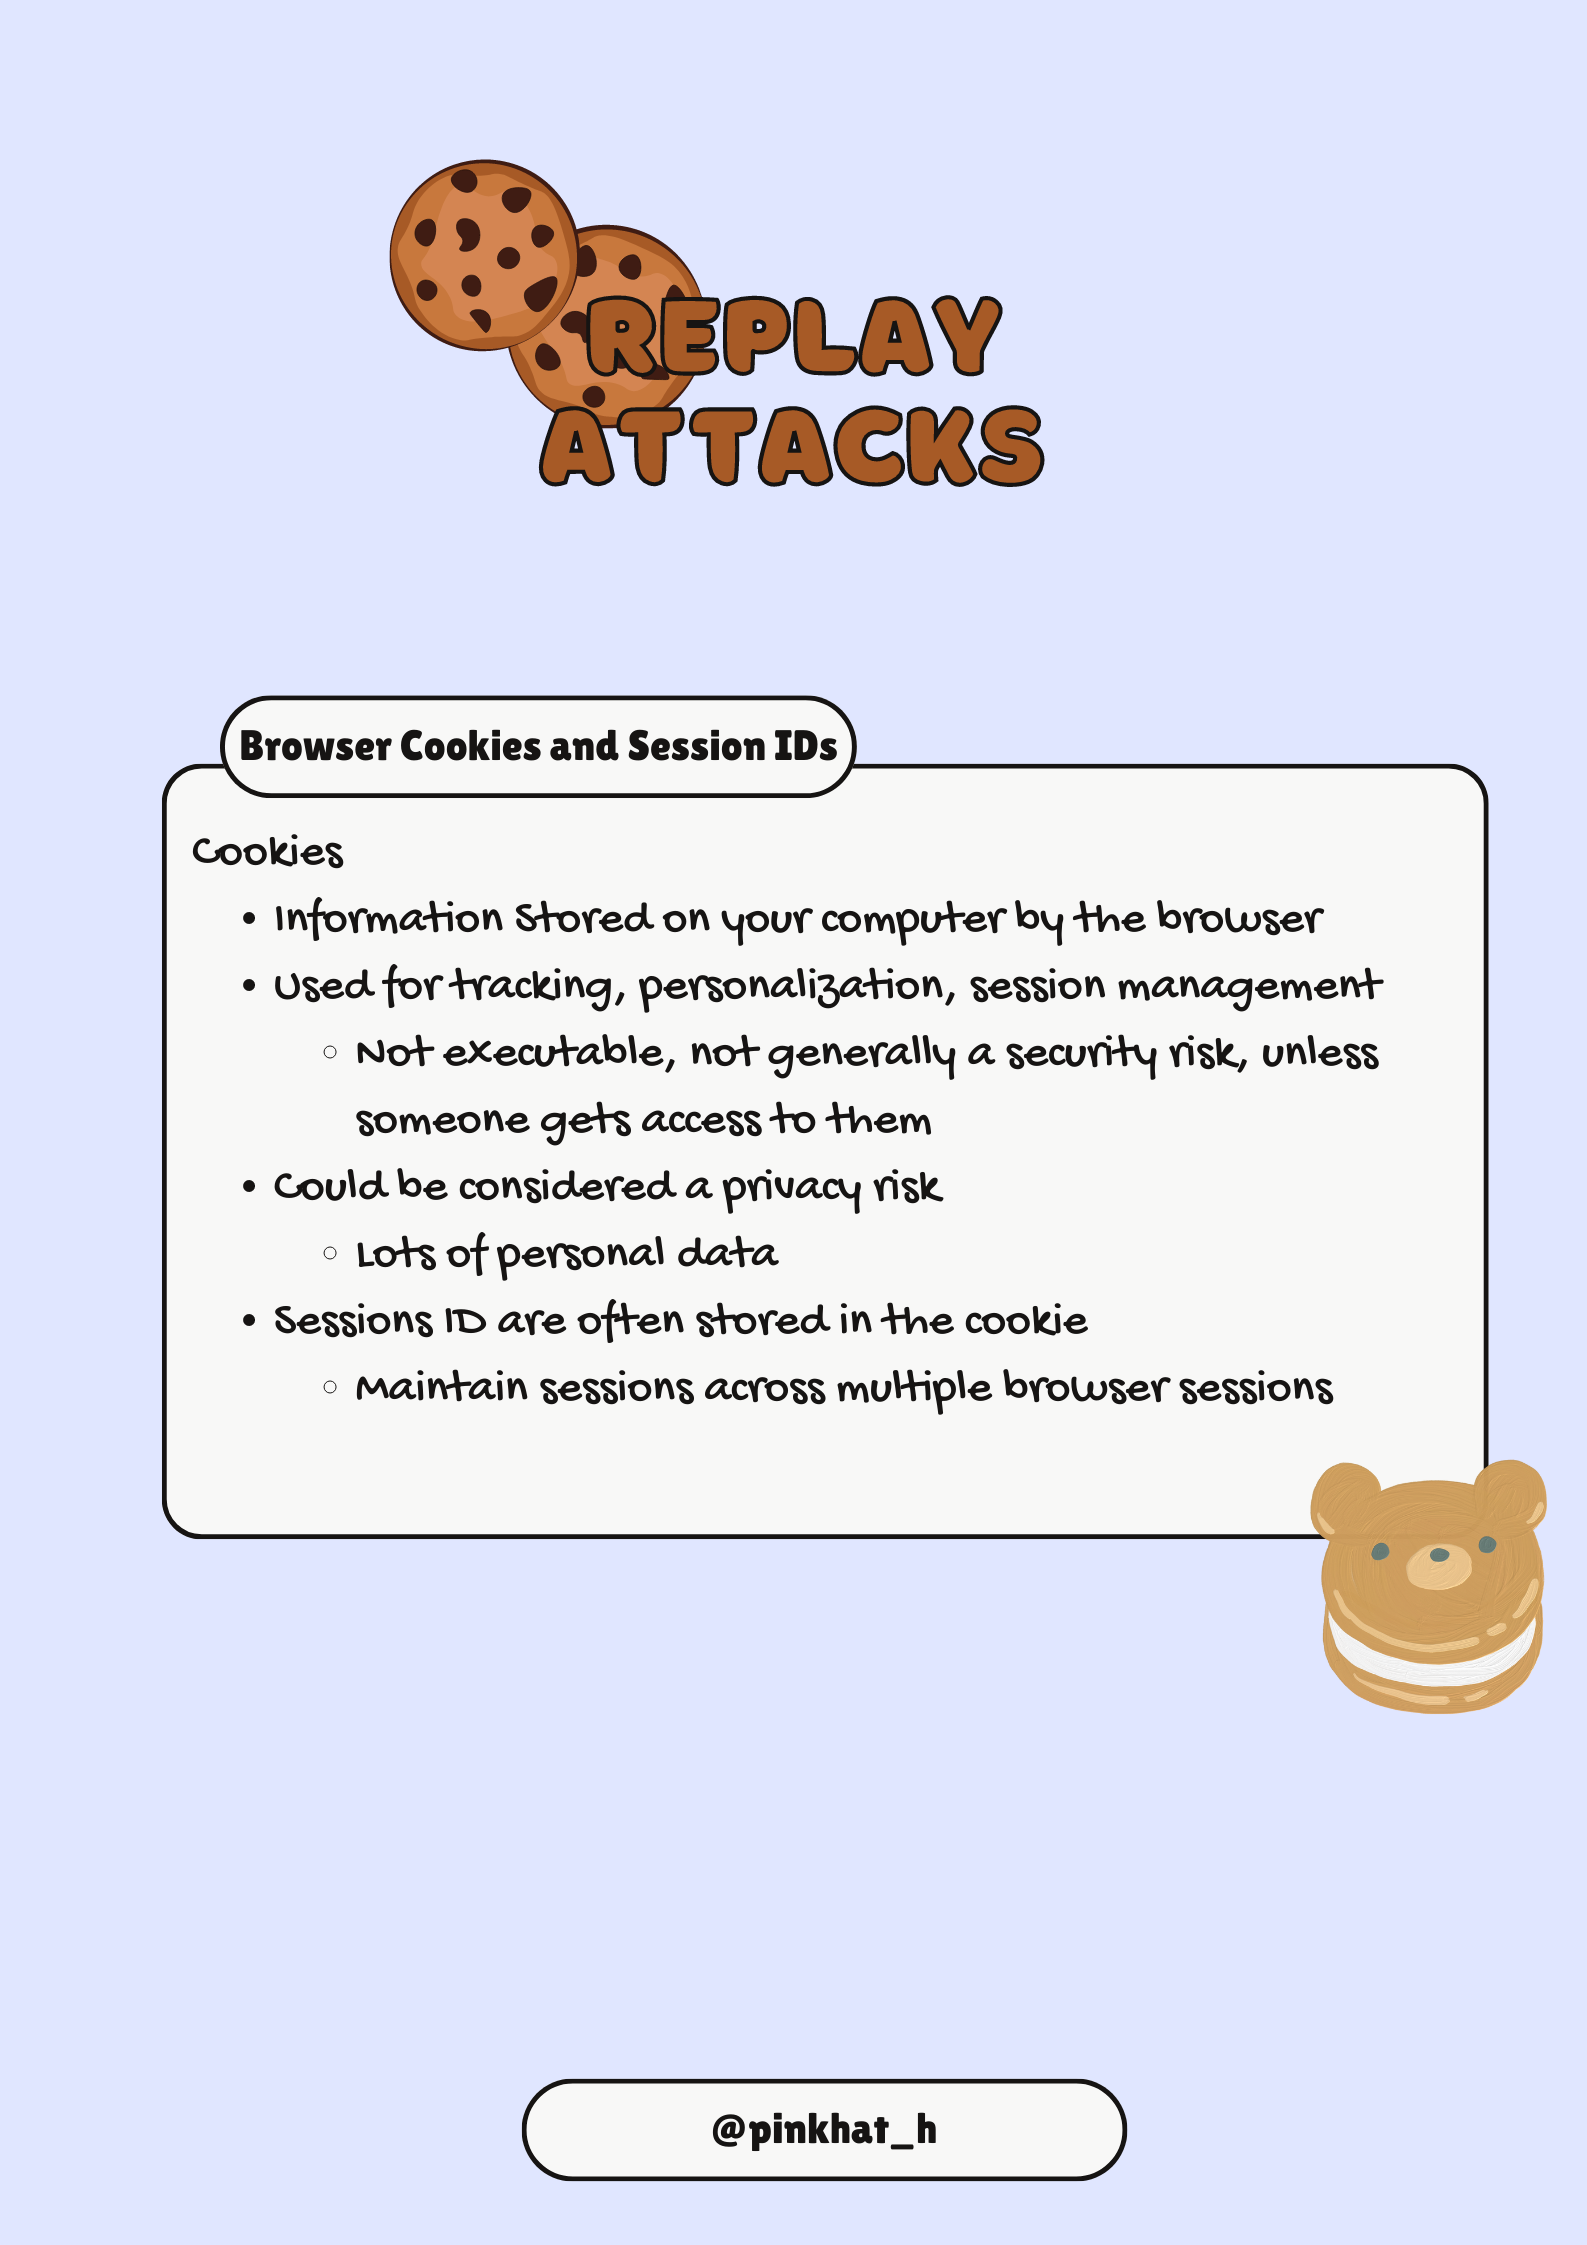 REPLAY
ATTACKS
Browser Cookies and Session IDs
Cookies
• Information Stored on your computer by the browser
• Used for tracking, personalization, session management
○ Not executable, not generally a security risk, unless
someone gets access to them
• Could be considered a privacy risk
○ Lots of personal data
• Sessions ID are often stored in the cookie
○ Maintain sessions across multiple browser sessions
@pinkhat_h